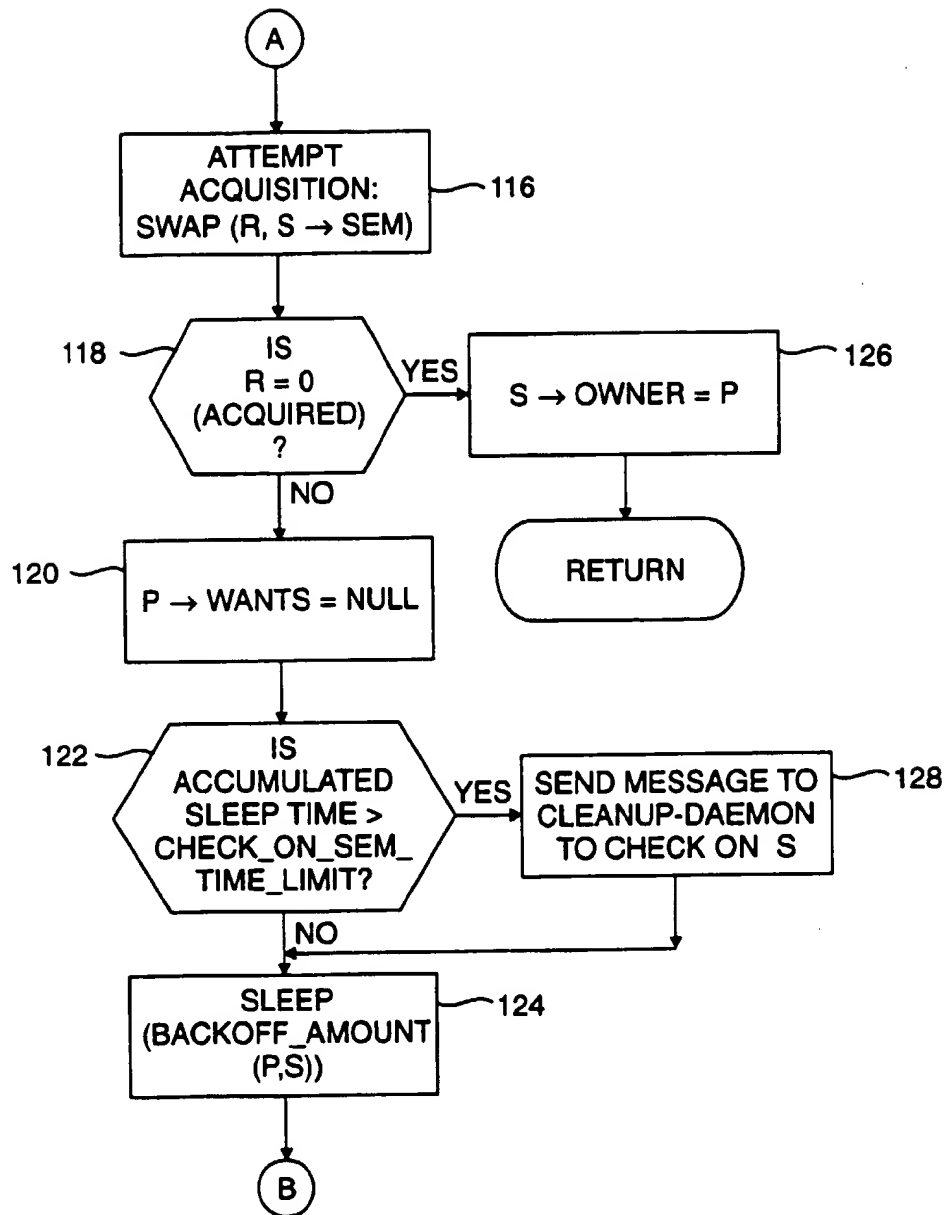 A
ATTEMPT
ACQUISITION:
SWAP (R, S → SEM)
116
118
IS
R = 0
(ACQUIRED)
?
YES
126
S → OWNER = P
NO
RETURN
120
P → WANTS = NULL
122
IS
ACCUMULATED
SLEEP TIME >
CHECK_ON_SEM_
TIME_LIMIT?
YES
SEND MESSAGE TO
CLEANUP-DAEMON
TO CHECK ON S
128
NO
SLEEP
(BACKOFF_AMOUNT
(P,S))
124
B